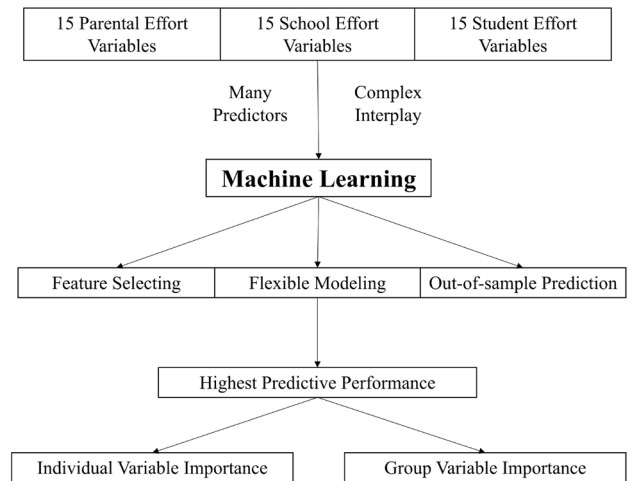 15 Parental Effort
Variables
15 School Effort
Variables
15 Student Effort
Variables
Many
Predictors
Complex
Interplay
Machine Learning
Feature Selecting
Flexible Modeling
Out-of-sample Prediction
Highest Predictive Performance
Individual Variable Importance
Group Variable Importance